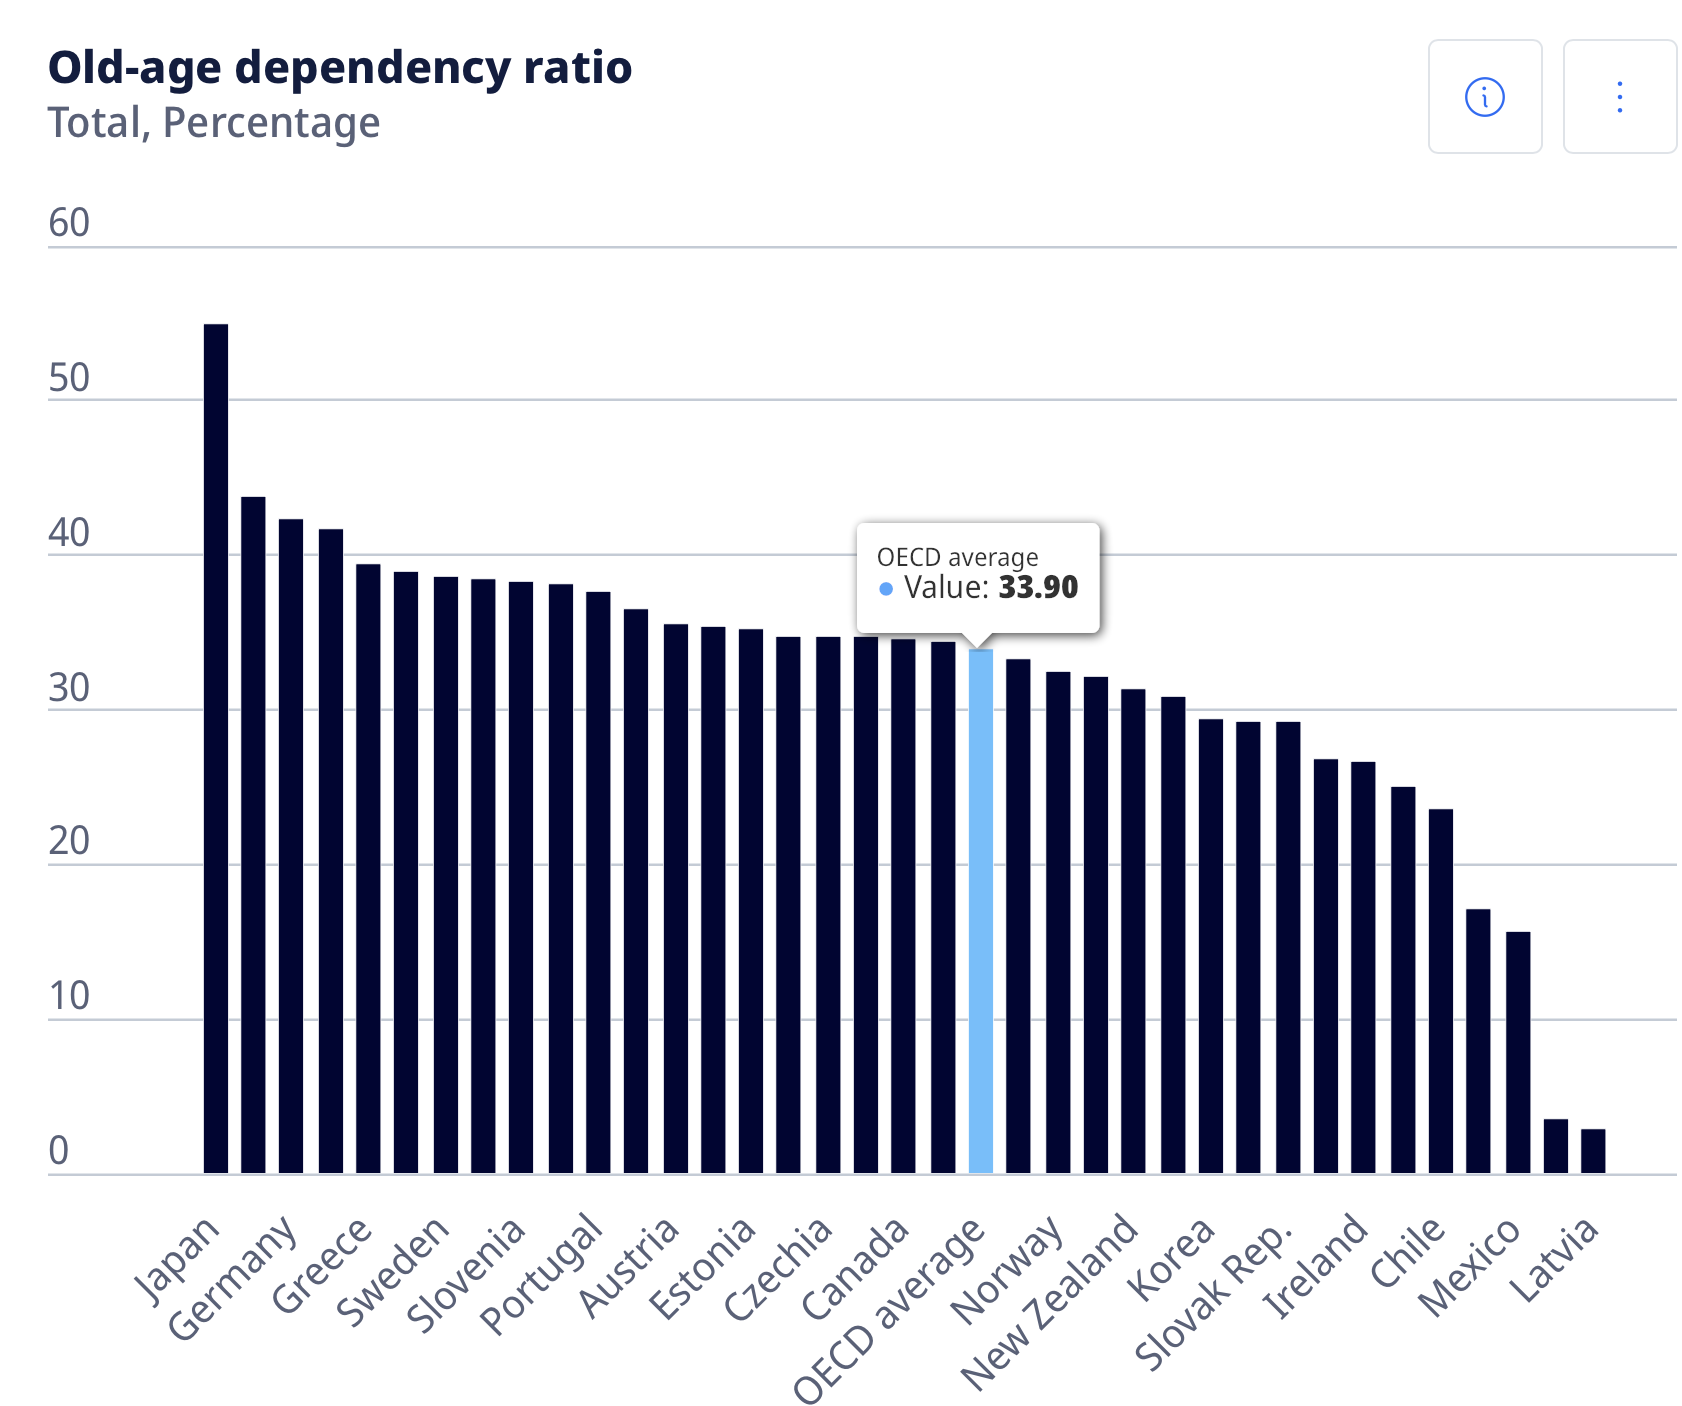 Old-age dependency ratio
Total, Percentage
60
50
40
30
20
10
0
OECD average
Value: 33.90
Japan
Germany
Greece
Sweden
Slovenia
Portugal
Austria
Estonia
Czechia
Canada
OECD average
Norway
New Zealand
Korea
Slovak Rep.
Ireland
Chile
Mexico
Latvia